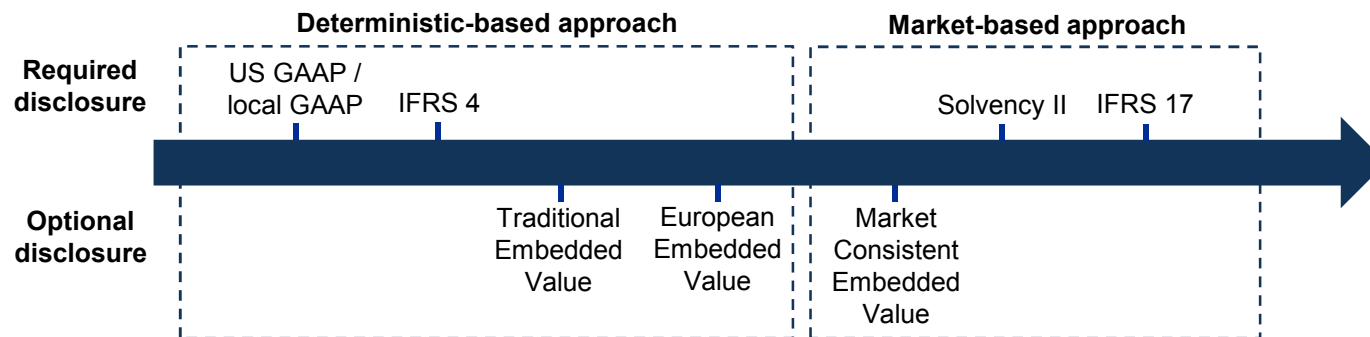 Deterministic-based approach
Market-based approach
Required
disclosure
US GAAP /
local GAAP
IFRS 4
Solvency II
IFRS 17
Optional
disclosure
Traditional
Embedded
Value
European
Embedded
Value
Market
Consistent
Embedded
Value